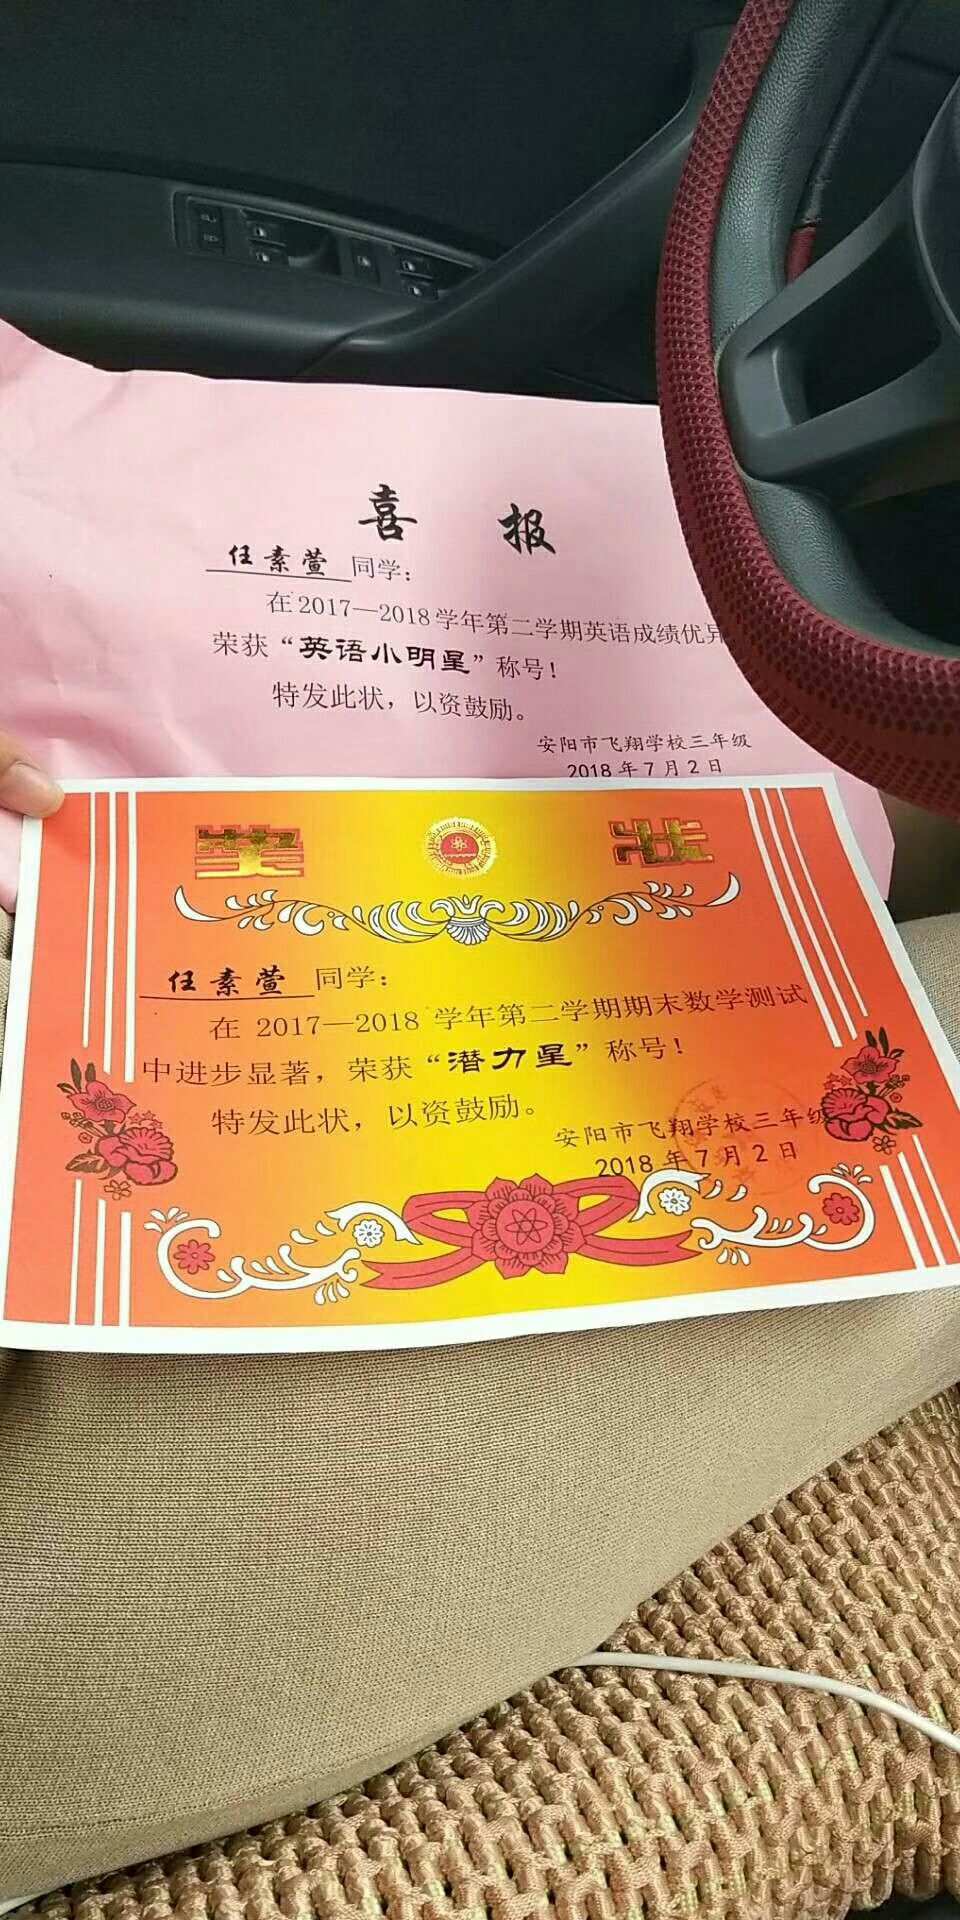 喜报
任素萱同学：
在2017—2018学年第二学期英语成绩优异
荣获“英语小明星”称号！
特发此状，以资鼓励。
安阳市飞翔学校三年级
2018年7月2日
奖状
任素萱同学：
在 2017—2018 学年第二学期期末数学测试
中进步显著，荣获“潜力星”称号！
特发此状，以资鼓励。
安阳市飞翔学校三年级
2018年7月2日